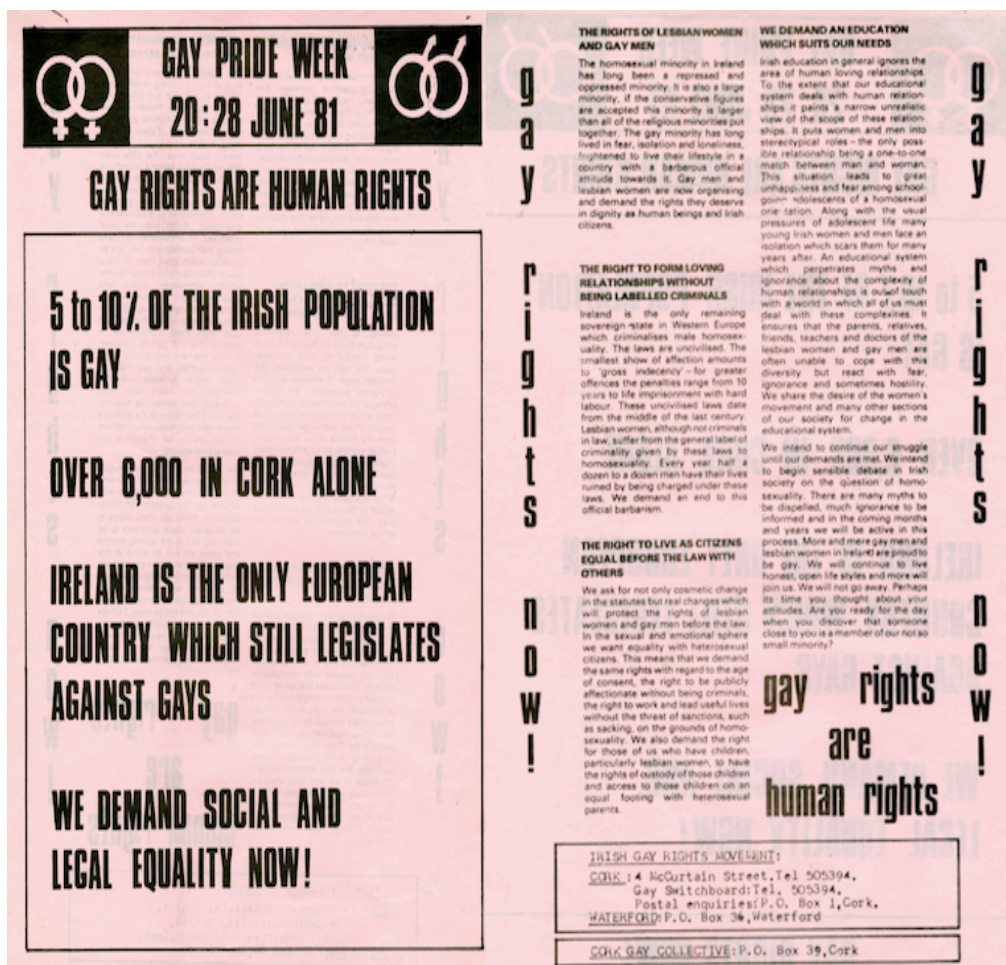 GAY PRIDE WEEK
20:28 JUNE 81
GAY RIGHTS ARE HUMAN RIGHTS
5 to 10% OF THE IRISH POPULATION
IS GAY
OVER 6,000 IN CORK ALONE
IRELAND IS THE ONLY EUROPEAN
COUNTRY WHICH STILL LEGISLATES
AGAINST GAYS
WE DEMAND SOCIAL AND
LEGAL EQUALITY NOW!
gay
rights
now!
THE RIGHTS OF LESBIAN WOMEN
AND GAY MEN
The homosexual minority in Ireland
has long been a repressed and
oppressed minority. It is also a large
minority, if the conservative figures
are accepted this minority is larger
than all of the religious minorities put
together. The gay minority has long
lived in fear, isolation and loneliness,
frightened to live their lifestyle in a
country with a barbarous official
attitude towards it. Gay men and
lesbian women are now organising
and demand the rights they deserve
in dignity as human beings and Irish
citizens.
THE RIGHT TO FORM LOVING
RELATIONSHIPS WITHOUT
BEING LABELLED CRIMINALS
Ireland is the only remaining
sovereign state in Western Europe
which criminalises male homosex-
uality. The laws are uncivilised. The
smallest show of affection amounts
to 'gross indecency' – for greater
offences the penalties range from 10
years to life imprisonment with hard
labour. These uncivilised laws date
from the middle of the last century.
Lesbian women, although not criminals
in law, suffer from the general label of
criminality given by these laws to
homosexuality. Every year half a
dozen to a dozen men have their lives
ruined by being charged under these
laws. We demand an end to this
official barbarism.
THE RIGHT TO LIVE AS CITIZENS
EQUAL BEFORE THE LAW WITH
OTHERS
We ask for not only cosmetic change
in the statutes but real changes which
will protect the rights of lesbian
women and gay men before the law.
In the sexual and emotional sphere
we want equality with heterosexual
citizens. This means that we demand
the same rights with regard to the age
of consent, the right to be publicly
affectionate without being criminals,
the right to work and lead useful lives
without the threat of sanctions, such
as sacking, on the grounds of homo-
sexuality. We also demand the right
for those of us who have children,
particularly lesbian women, to have
the rights of custody of those children
and access to those children on an
equal footing with heterosexual
parents.
WE DEMAND AN EDUCATION
WHICH SUITS OUR NEEDS
Irish education in general ignores the
area of human loving relationships.
To the extent that our educational
system deals with human relation-
ships it paints a narrow unrealistic
view of the scope of these relation-
ships. It puts women and men into
stereotypical roles – the only poss-
ible relationship being a one-to-one
match between man and woman.
This situation leads to great
unhappiness and fear among school-
going adolescents of a homosexual
orientation. Along with the usual
pressures of adolescent life many
young Irish women and men face an
isolation which scars them for many
years after. An educational system
which perpetrates myths and
ignorance about the complexity of
human relationships is out of touch
with a world in which all of us must
deal with these complexities. It
ensures that the parents, relatives,
friends, teachers and doctors of the
lesbian women and gay men are
often unable to cope with this
diversity but react with fear,
ignorance and sometimes hostility.
We share the desire of the women's
movement and many other sections
of our society for change in the
educational system.
We intend to continue our struggle
until our demands are met. We intend
to begin sensible debate in Irish
society on the question of homo-
sexuality. There are many myths to
be dispelled, much ignorance to be
informed and in the coming months
and years we will be active in this
process. More and more gay men and
lesbian women in Ireland are proud to
be gay. We will continue to live
honest, open life styles and more will
join us. We will not go away. Perhaps
its time you thought about your
attitudes. Are you ready for the day
when you discover that someone
close to you is a member of our not so
small minority?
gay rights
are
human rights
gay
rights
now!
IRISH GAY RIGHTS MOVEMENT:
CORK: 4 McCurtain Street, Tel 505394,
Gay Switchboard: Tel. 505394,
Postal enquiries: P.O. Box 1, Cork.
WATERFORD: P.O. Box 36, Waterford
CORK GAY COLLECTIVE: P.O. Box 39, Cork